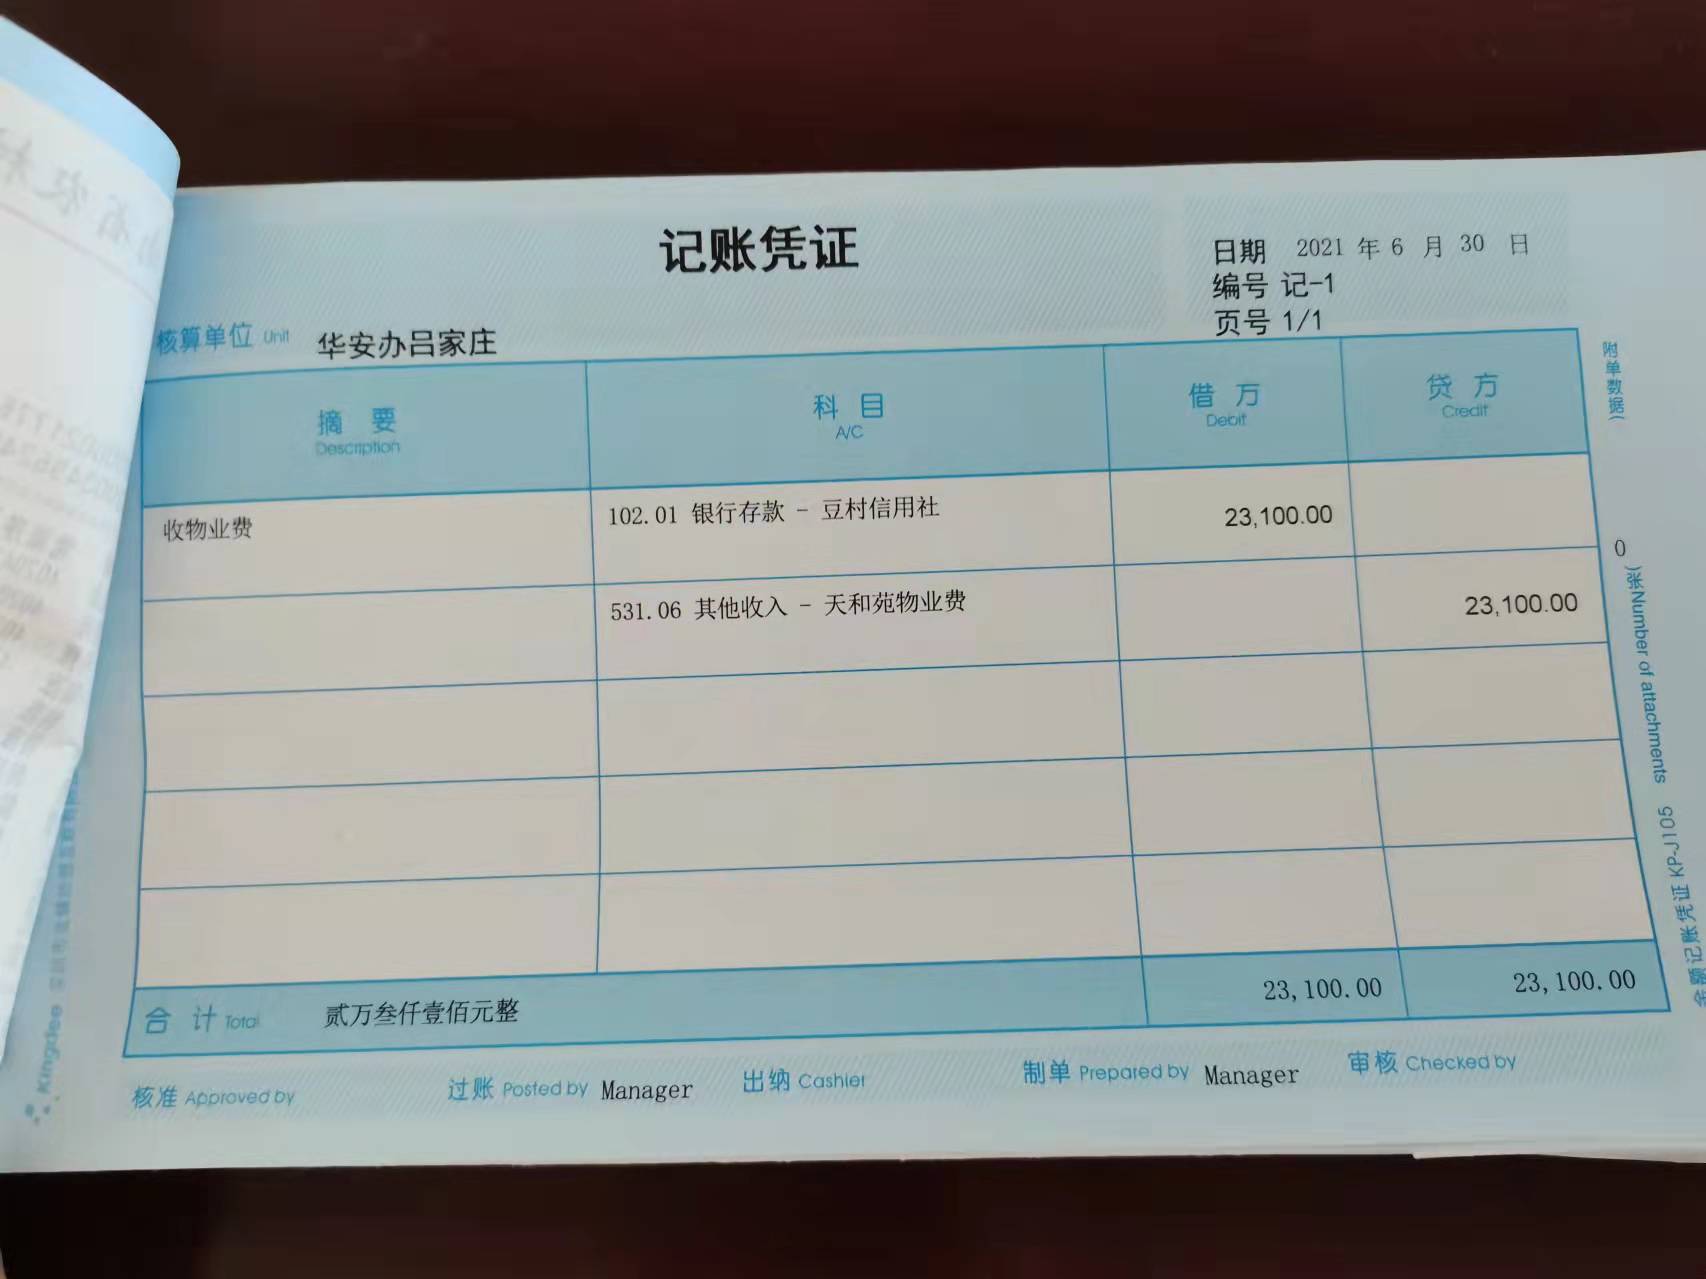 记账凭证
日期 2021 年 6 月 30 日
编号 记-1
页号 1/1
核算单位 Unit 华安办吕家庄
摘 要 科 目 借 方 贷 方
Description A/C Debit Credit
收物业费 102.01 银行存款 - 豆村信用社 23,100.00
531.06 其他收入 - 天和苑物业费 23,100.00
合 计 Total 贰万叁仟壹佰元整 23,100.00 23,100.00
核准 Approved by 过账 Posted by Manager 出纳 Cashier 制单 Prepared by Manager 审核 Checked by
附单数据( 0 )张 Number of attachments
金额记账凭证 KP-J105
Kingdee